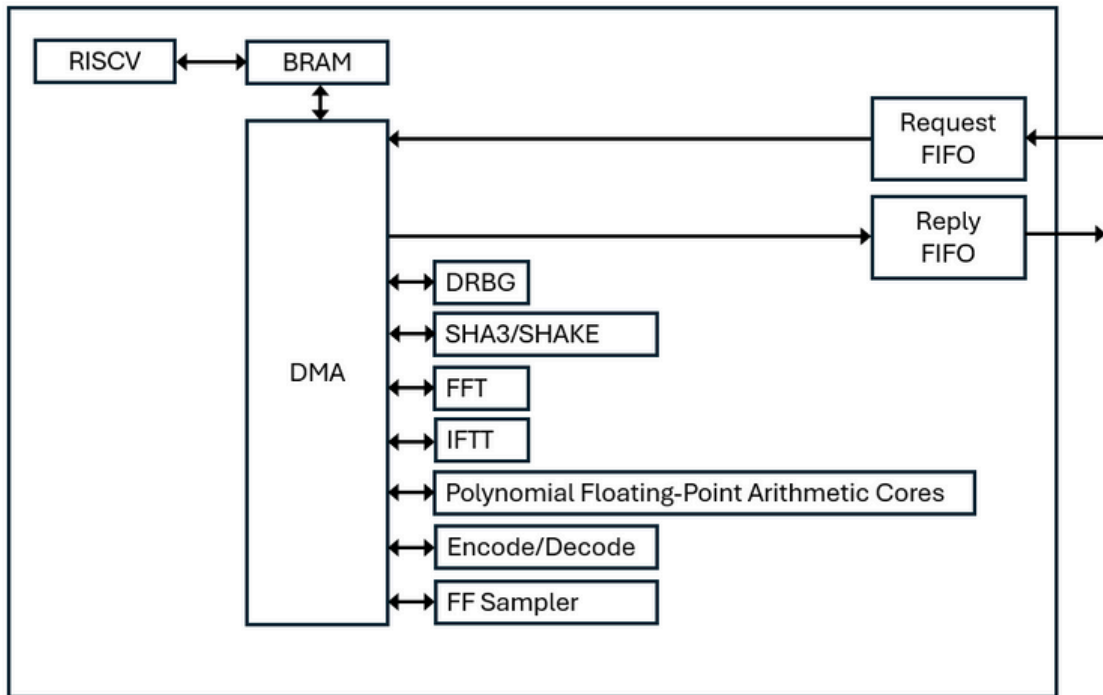 RISCV
BRAM
Request
FIFO
Reply
FIFO
DRBG
SHA3/SHAKE
DMA
FFT
IFTT
Polynomial Floating-Point Arithmetic Cores
Encode/Decode
FF Sampler